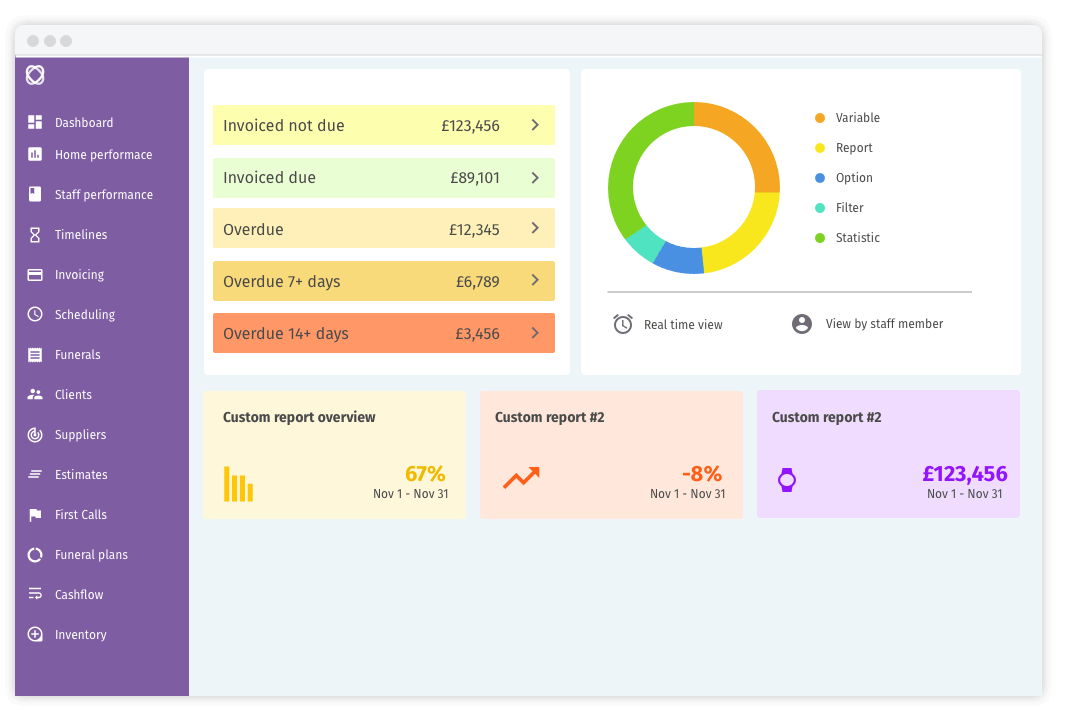 Dashboard
Home performace
Staff performance
Timelines
Invoicing
Scheduling
Funerals
Clients
Suppliers
Estimates
First Calls
Funeral plans
Cashflow
Inventory
Invoiced not due £123,456
Invoiced due £89,101
Overdue £12,345
Overdue 7+ days £6,789
Overdue 14+ days £3,456
Variable
Report
Option
Filter
Statistic
Real time view
View by staff member
Custom report overview
67%
Nov 1 - Nov 31
Custom report #2
-8%
Nov 1 - Nov 31
Custom report #2
£123,456
Nov 1 - Nov 31